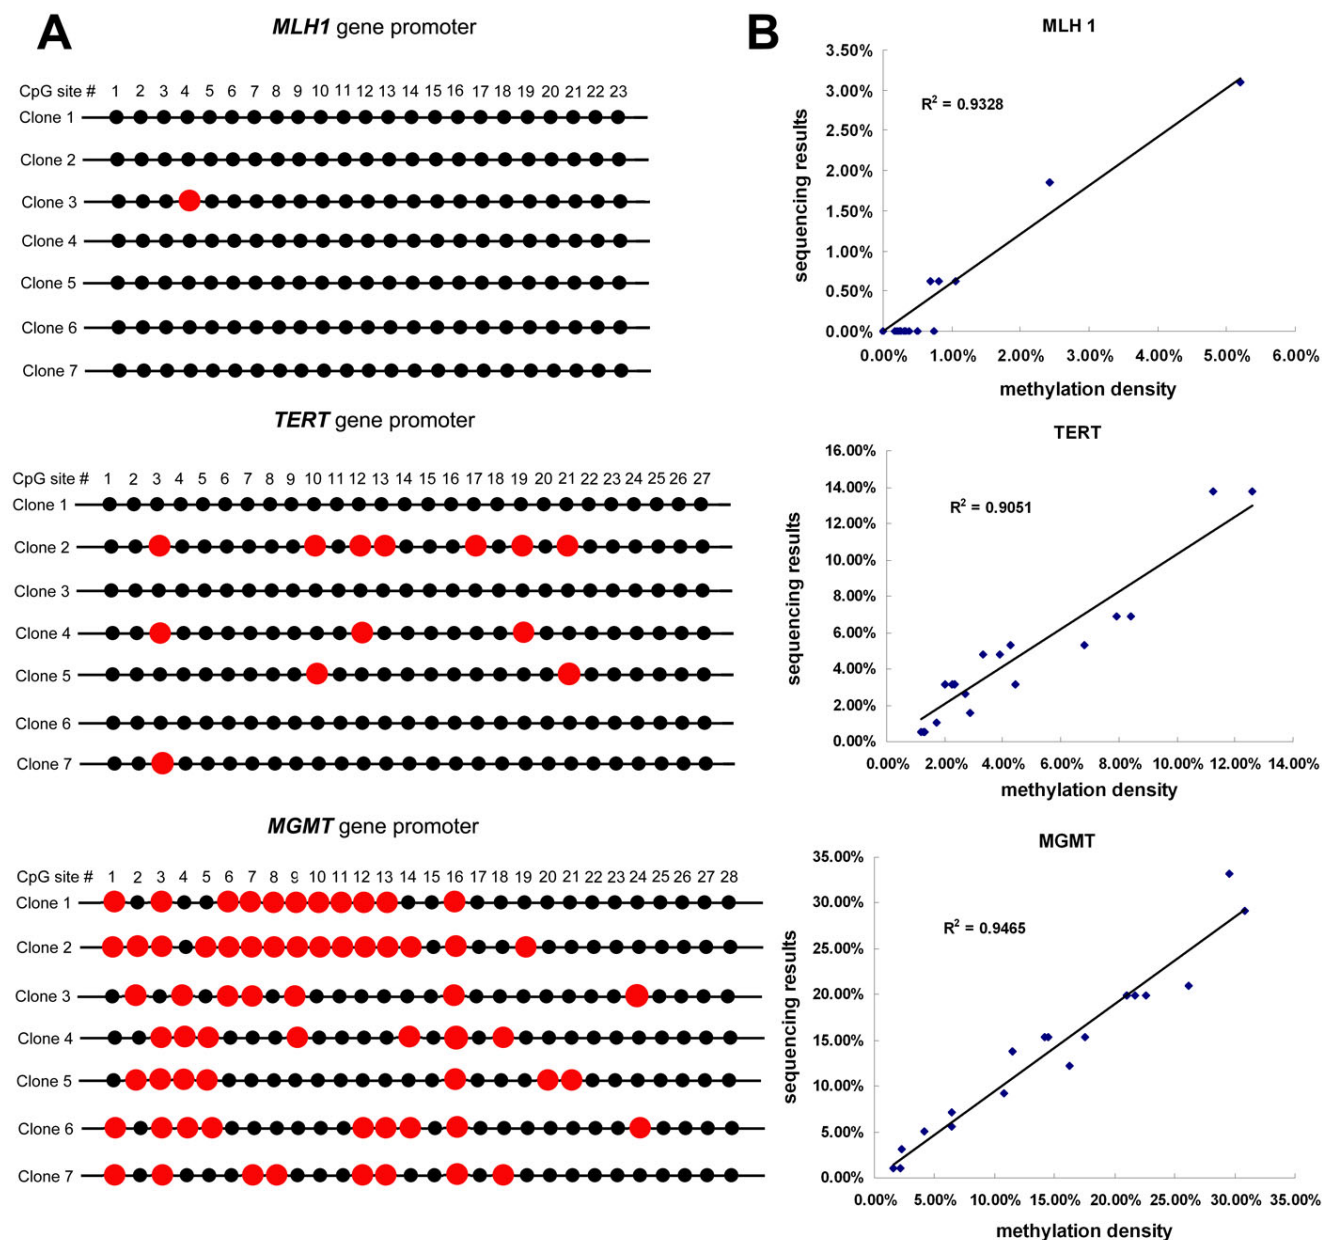 A
MLH1 gene promoter
CpG site # 1 2 3 4 5 6 7 8 9 10 11 12 13 14 15 16 17 18 19 20 21 22 23
Clone 1
Clone 2
Clone 3
Clone 4
Clone 5
Clone 6
Clone 7
TERT gene promoter
CpG site # 1 2 3 4 5 6 7 8 9 10 11 12 13 14 15 16 17 18 19 20 21 22 23 24 25 26 27
Clone 1
Clone 2
Clone 3
Clone 4
Clone 5
Clone 6
Clone 7
MGMT gene promoter
CpG site # 1 2 3 4 5 6 7 8 9 10 11 12 13 14 15 16 17 18 19 20 21 22 23 24 25 26 27 28
Clone 1
Clone 2
Clone 3
Clone 4
Clone 5
Clone 6
Clone 7
B
MLH 1
3.50%
3.00%
2.50%
2.00%
1.50%
1.00%
0.50%
0.00%
sequencing results
R² = 0.9328
0.00% 1.00% 2.00% 3.00% 4.00% 5.00% 6.00%
methylation density
TERT
16.00%
14.00%
12.00%
10.00%
8.00%
6.00%
4.00%
2.00%
0.00%
sequencing results
R² = 0.9051
0.00% 2.00% 4.00% 6.00% 8.00% 10.00% 12.00% 14.00%
methylation density
MGMT
35.00%
30.00%
25.00%
20.00%
15.00%
10.00%
5.00%
0.00%
sequencing results
R² = 0.9465
0.00% 5.00% 10.00% 15.00% 20.00% 25.00% 30.00% 35.00%
methylation density